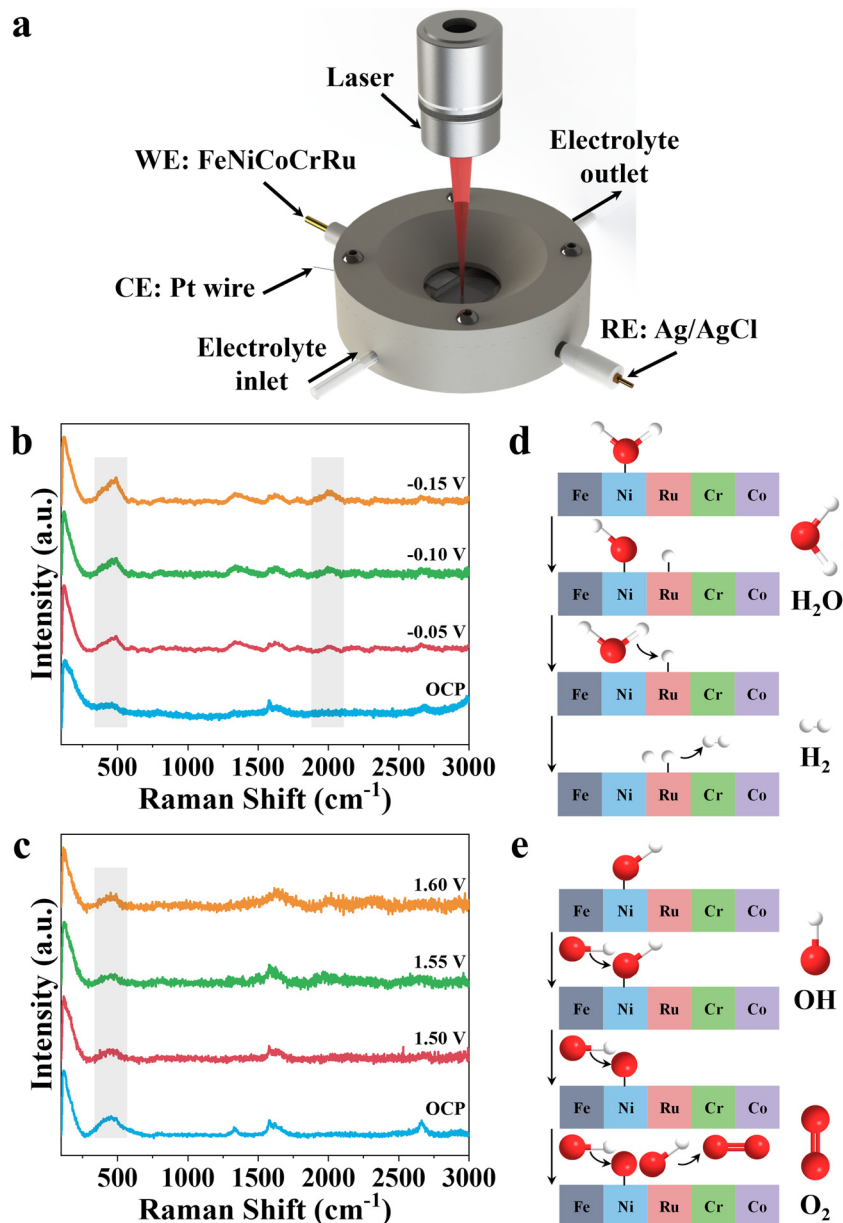 a
Laser
WE: FeNiCoCrRu
Electrolyte
outlet
CE: Pt wire
Electrolyte
inlet
RE: Ag/AgCl
b
Intensity (a.u.)
-0.15 V
-0.10 V
-0.05 V
OCP
500 1000 1500 2000 2500 3000
Raman Shift (cm⁻¹)
d
Fe Ni Ru Cr Co
Fe Ni Ru Cr Co
H₂O
Fe Ni Ru Cr Co
H₂
Fe Ni Ru Cr Co
c
Intensity (a.u.)
1.60 V
1.55 V
1.50 V
OCP
500 1000 1500 2000 2500 3000
Raman Shift (cm⁻¹)
e
Fe Ni Ru Cr Co
OH
Fe Ni Ru Cr Co
Fe Ni Ru Cr Co
O₂
Fe Ni Ru Cr Co